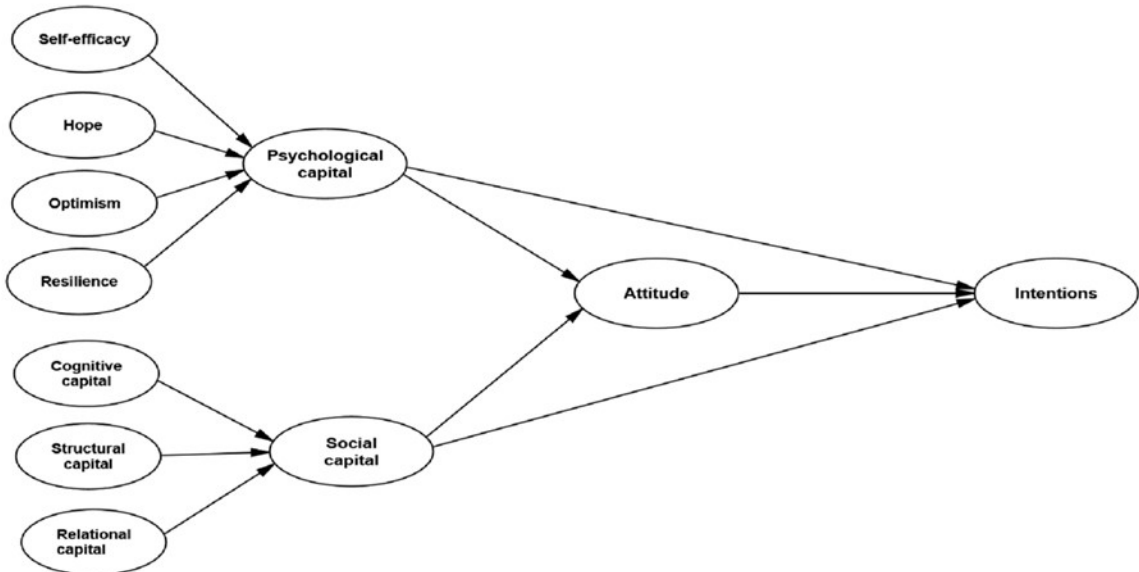 Self-efficacy
Hope
Optimism
Resilience
Psychological
capital
Cognitive
capital
Structural
capital
Relational
capital
Social
capital
Attitude
Intentions